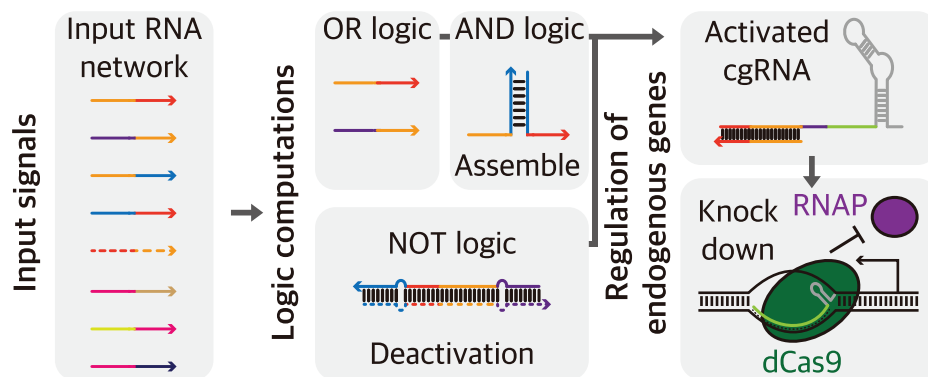 Input signals
Input RNA
network
Logic computations
OR logic
AND logic
Assemble
NOT logic
Deactivation
Regulation of
endogenous genes
Activated
cgRNA
Knock
down
RNAP
dCas9